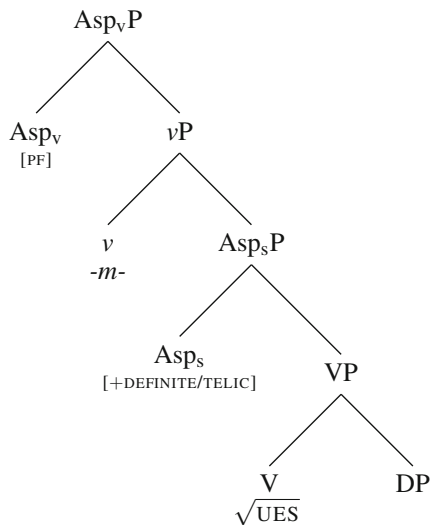 AspvP
Aspv vP
[PF]
v AspsP
-m-
Asps VP
[+DEFINITE/TELIC]
V DP
√UES